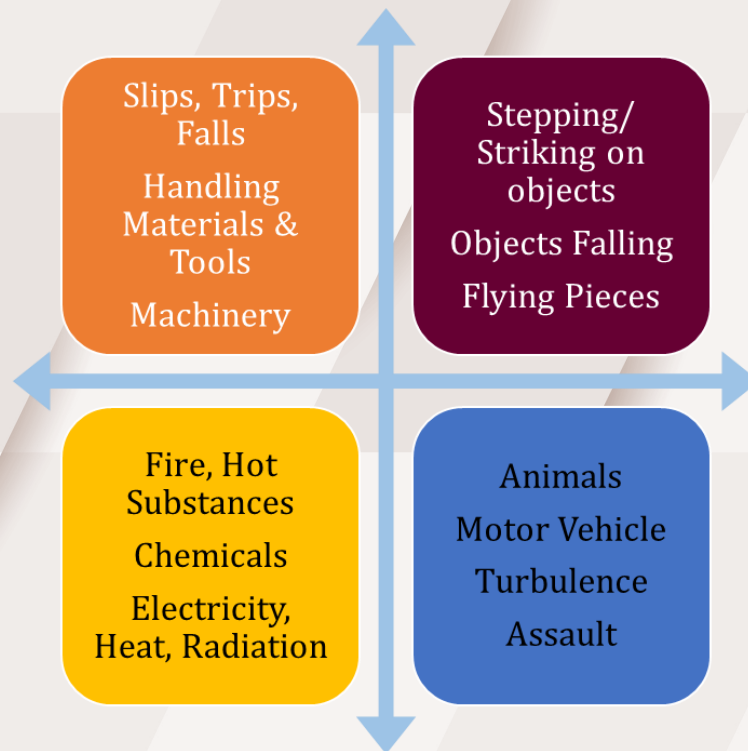 Slips, Trips,
Falls
Handling
Materials &
Tools
Machinery
Stepping/
Striking on
objects
Objects Falling
Flying Pieces
Fire, Hot
Substances
Chemicals
Electricity,
Heat, Radiation
Animals
Motor Vehicle
Turbulence
Assault